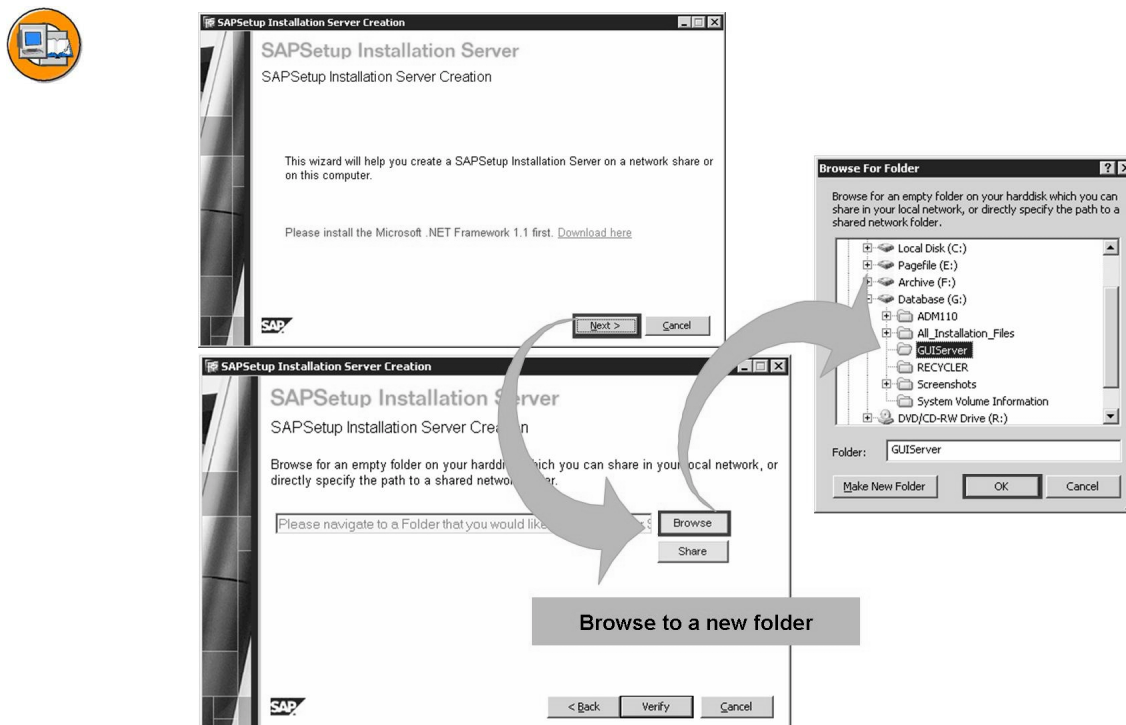 SAPSetup Installation Server Creation
SAPSetup Installation Server
SAPSetup Installation Server Creation
This wizard will help you create a SAPSetup Installation Server on a network share or
on this computer.
Please install the Microsoft .NET Framework 1.1 first. Download here
SAP
Next >
Cancel
SAPSetup Installation Server Creation
SAPSetup Installation Server
SAPSetup Installation Server
Browse for an empty folder on your which you can share in your local network, or
directly specify the path to a shared
Please navigate to a Folder that you would
Browse
Share
Browse to a new folder
SAP
< Back
Verify
Cancel
Browse For Folder
Browse for an empty folder on your harddisk which you can
share in your local network, or directly specify the path to a
shared network folder.
Local Disk (C:)
Pagefile (E:)
Archive (F:)
Database (G:)
ADM110
All_Installation_Files
GUIServer
RECYCLER
Screenshots
System Volume Information
DVD/CD-RW Drive (R:)
Folder:
GUIServer
Make New Folder
OK
Cancel